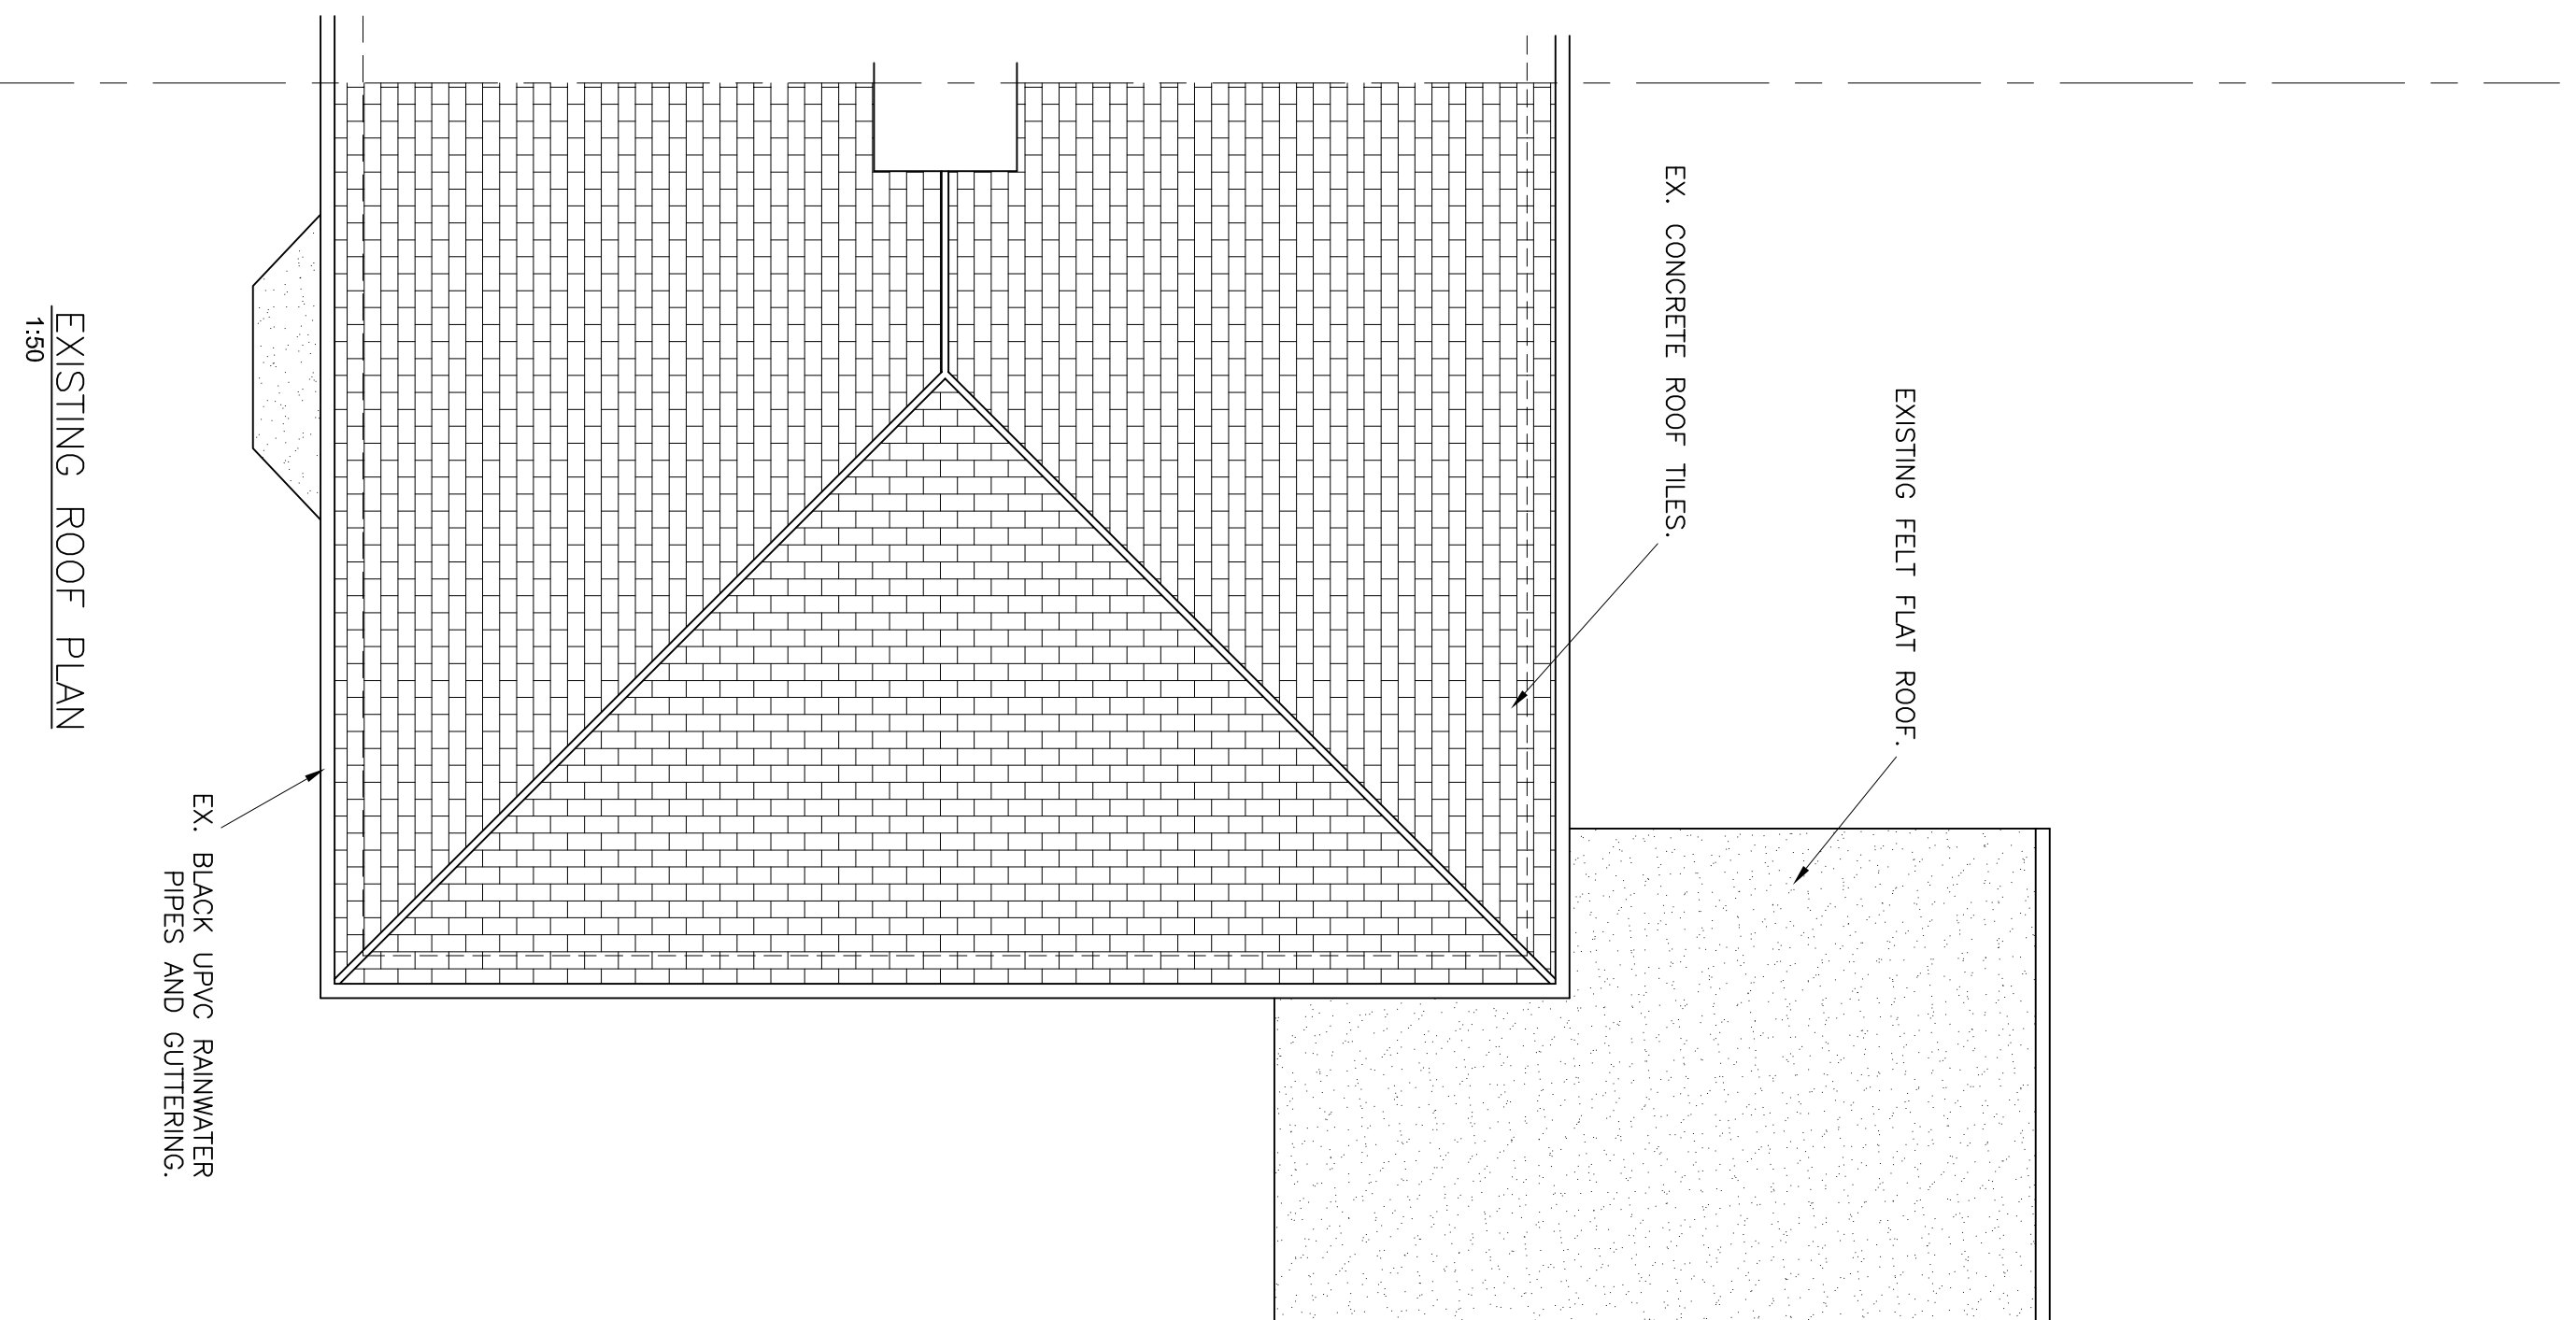 EX. CONCRETE ROOF TILES.
EXISTING FELT FLAT ROOF.
EX. BLACK UPVC RAINWATER
PIPES AND GUTTERING.
EXISTING ROOF PLAN
1:50